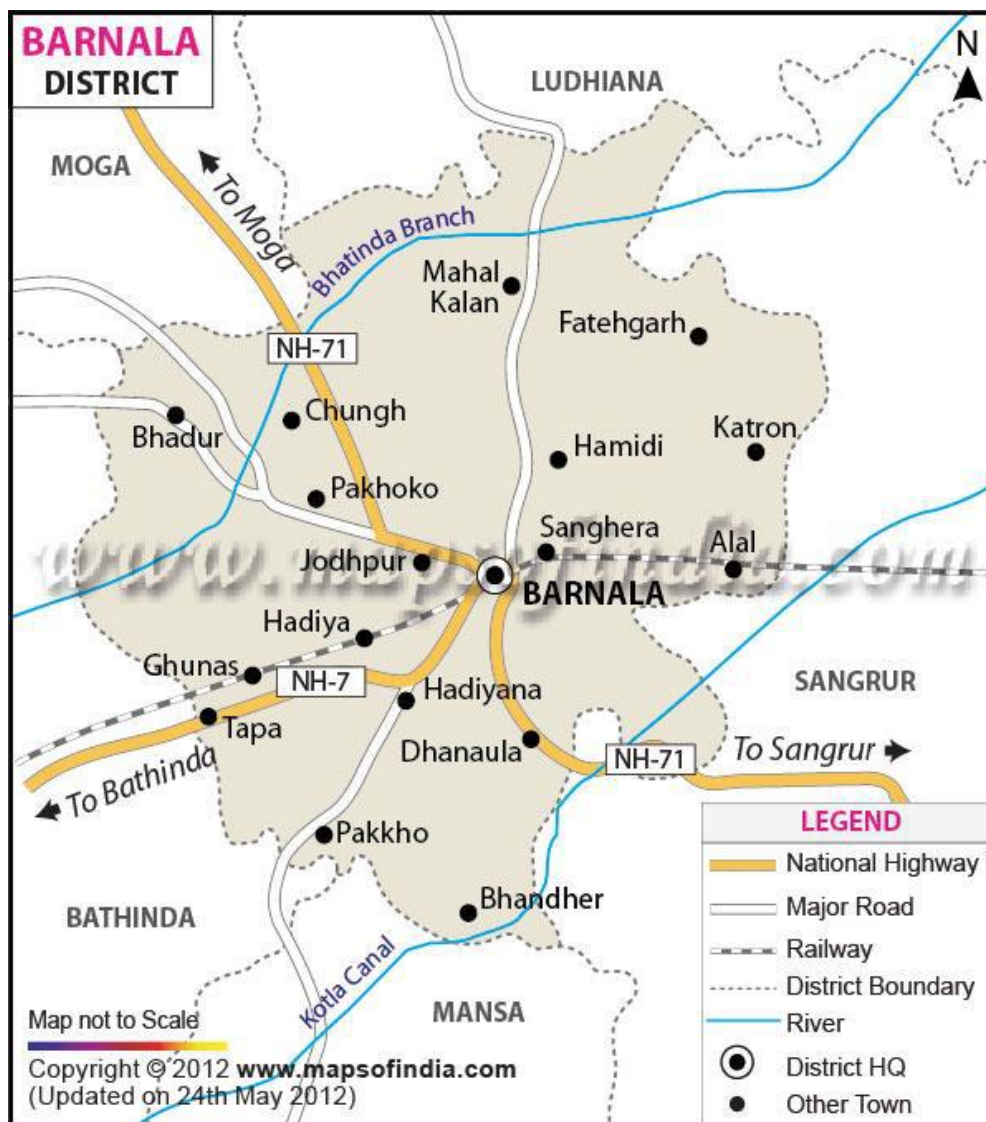 BARNALA
DISTRICT
N
LUDHIANA
MOGA
To Moga
Bhatinda Branch
Mahal
Kalan
Fatehgarh
NH-71
Chungh
Bhadur
Katron
Hamidi
Pakhoko
Sanghera
Alal
www.mapsofindia.com
Jodhpur
BARNALA
Hadiya
Ghunas
NH-7
Hadiyana
SANGRUR
Tapa
Dhanaula
NH-71
To Sangrur
To Bathinda
Pakkho
Bhandher
BATHINDA
Kotla Canal
MANSA
LEGEND
National Highway
Major Road
Railway
District Boundary
River
District HQ
Other Town
Map not to Scale
Copyright © 2012 www.mapsofindia.com
(Updated on 24th May 2012)